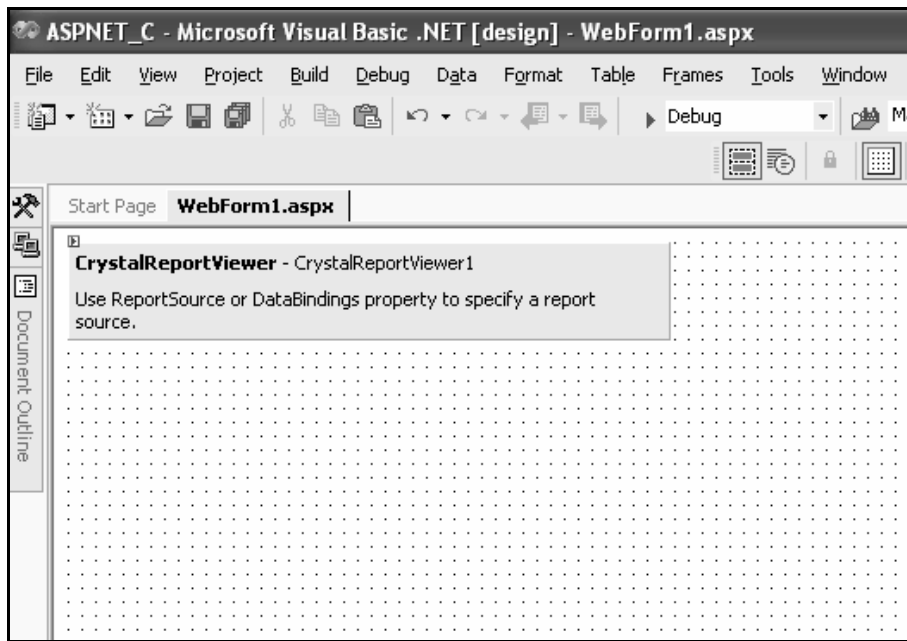 ASPNET_C - Microsoft Visual Basic .NET [design] - WebForm1.aspx
File Edit View Project Build Debug Data Format Table Frames Tools Window
Debug
Start Page WebForm1.aspx
CrystalReportViewer - CrystalReportViewer1
Use ReportSource or DataBindings property to specify a report
source.
Document Outline